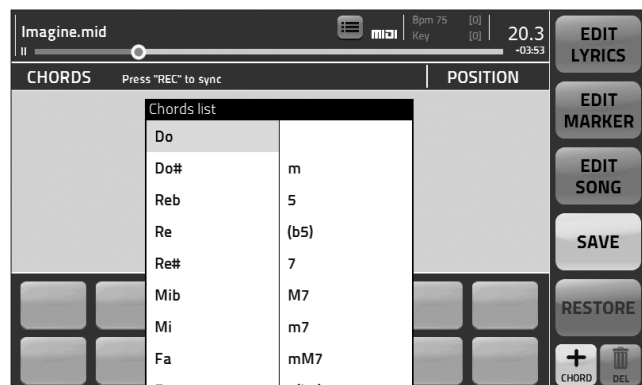 Imagine.mid
miDI
Bpm 75 [0]
Key [0]
20.3
-03:53
CHORDS Press "REC" to sync POSITION
Chords list
Do
Do# m
Reb 5
Re (b5)
Re# 7
Mib M7
Mi m7
Fa mM7
EDIT
LYRICS
EDIT
MARKER
EDIT
SONG
SAVE
RESTORE
CHORD DEL